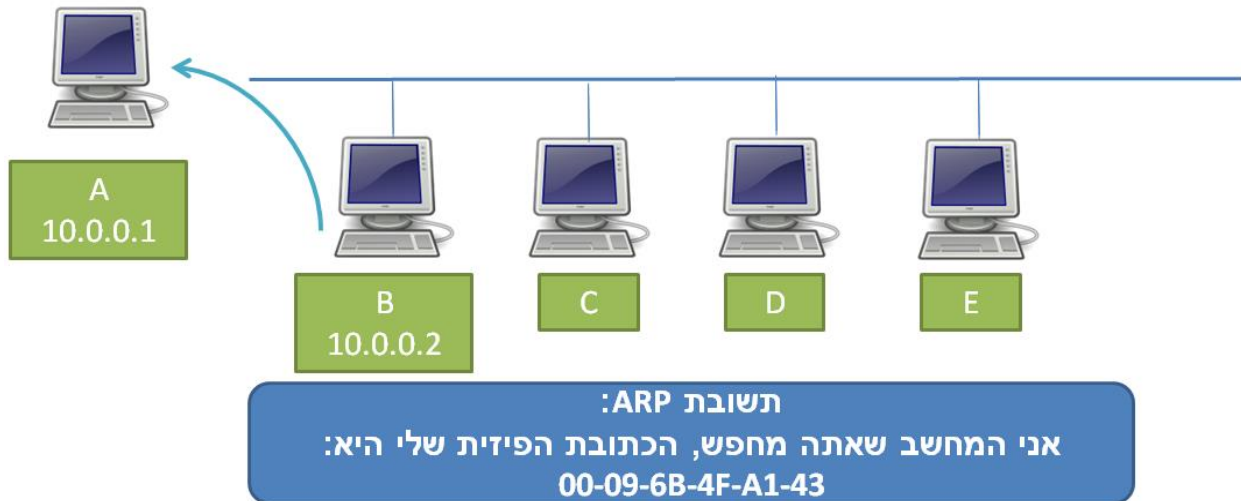 A
10.0.0.1
B
10.0.0.2
C
D
E
תשובת ARP:
אני המחשב שאתה מחפש, הכתובת הפיזית שלי היא:
00-09-6B-4F-A1-43